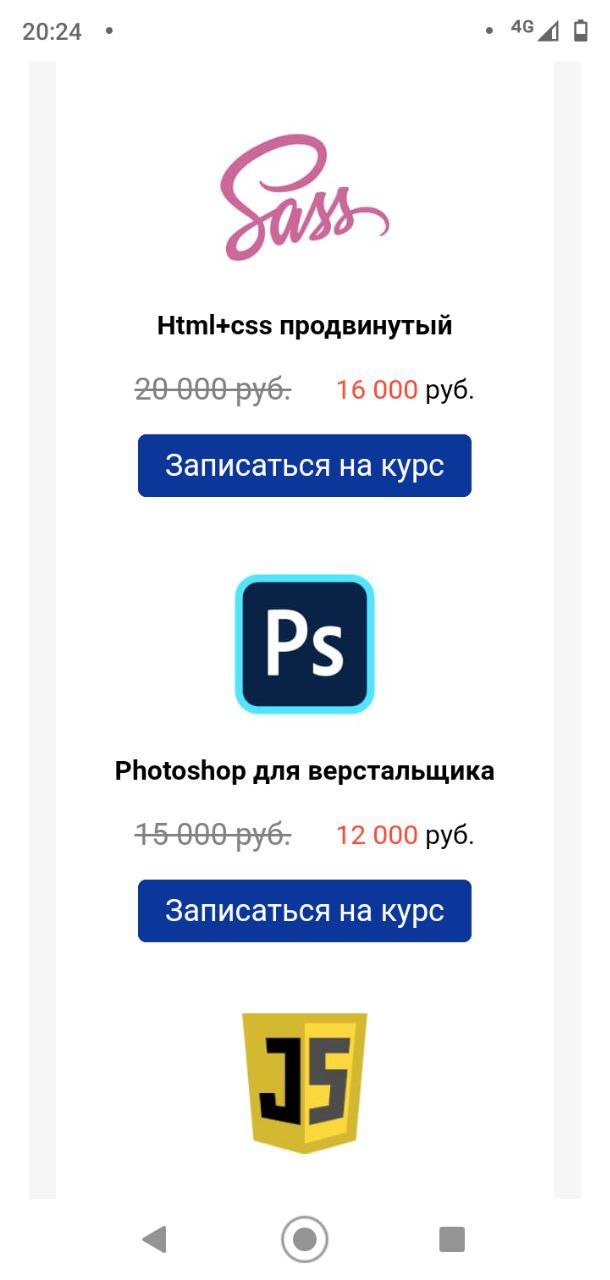 20:24
4G
Sass
Html+css продвинутый
20 000 руб. 16 000 руб.
Записаться на курс
Ps
Photoshop для верстальщика
15 000 руб. 12 000 руб.
Записаться на курс
JS